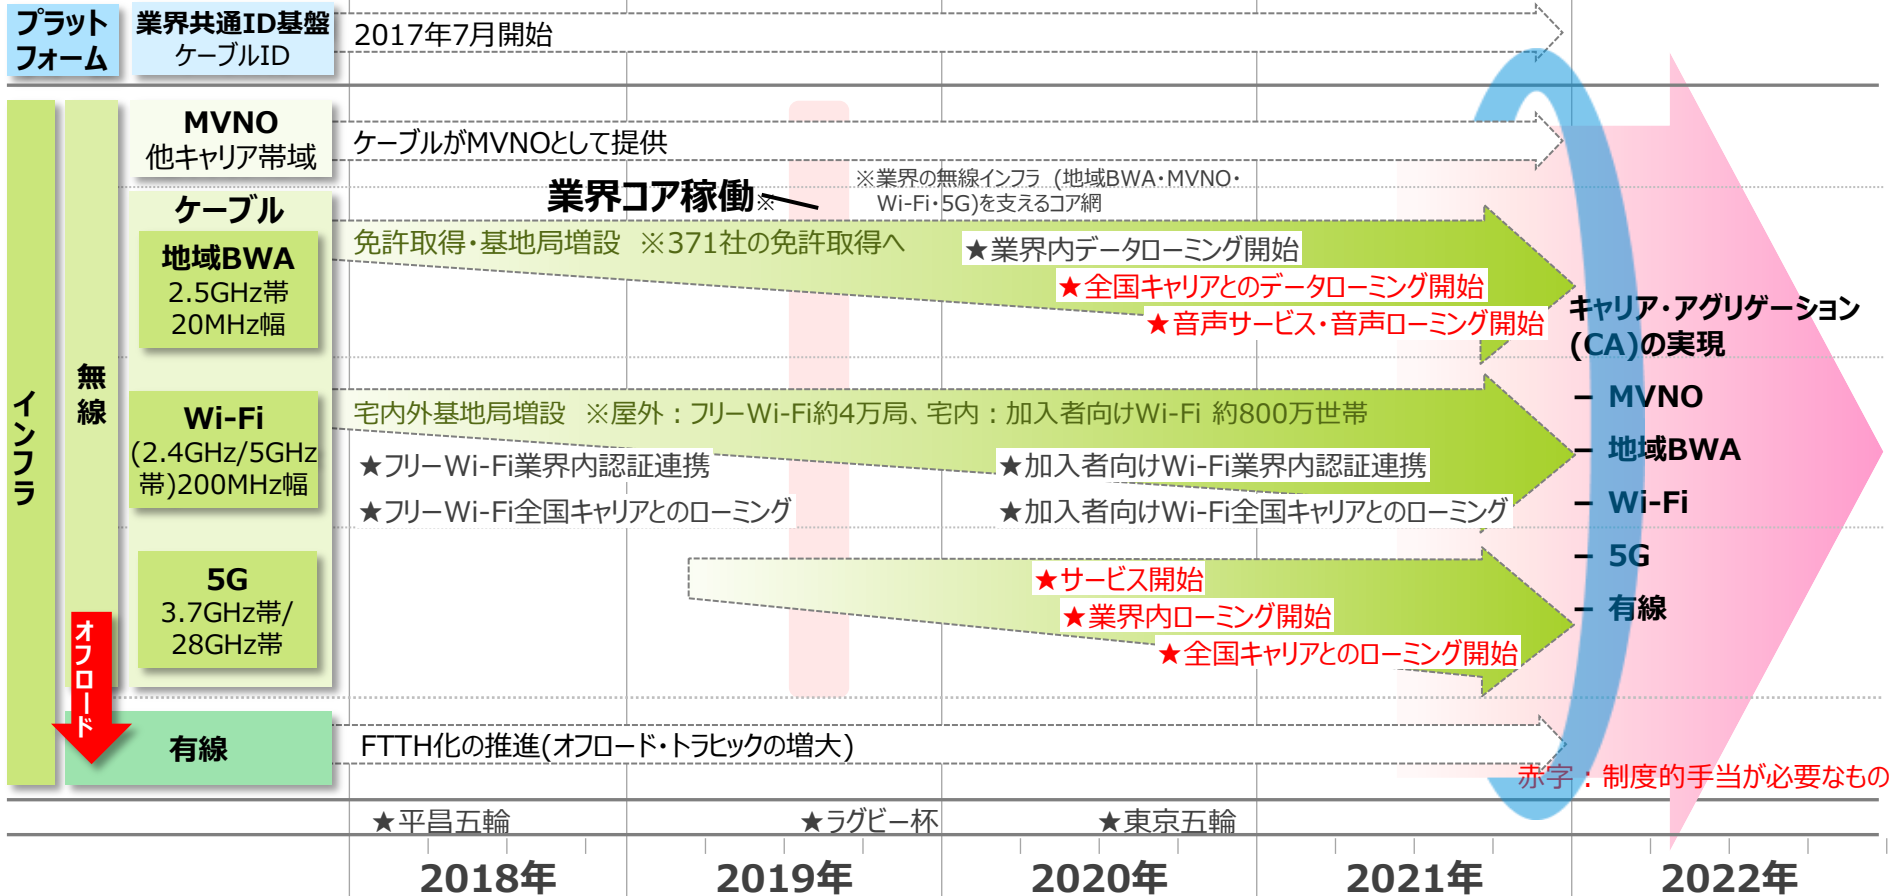 プラット
フォーム
業界共通ID基盤
ケーブルID
2017年7月開始
インフラ
無線
MVNO
他キャリア帯域
ケーブルがMVNOとして提供
業界コア稼働※
※業界の無線インフラ (地域BWA・MVNO・
Wi-Fi・5G)を支えるコア網
ケーブル
地域BWA
2.5GHz帯
20MHz幅
免許取得・基地局増設 ※371社の免許取得へ
★業界内データローミング開始
★全国キャリアとのデータローミング開始
★音声サービス・音声ローミング開始
Wi-Fi
(2.4GHz/5GHz
帯)200MHz幅
宅内外基地局増設 ※屋外：フリーWi-Fi約4万局、宅内：加入者向けWi-Fi 約800万世帯
★フリーWi-Fi業界内認証連携
★加入者向けWi-Fi業界内認証連携
★フリーWi-Fi全国キャリアとのローミング
★加入者向けWi-Fi全国キャリアとのローミング
5G
3.7GHz帯/
28GHz帯
★サービス開始
★業界内ローミング開始
★全国キャリアとのローミング開始
オフロード
有線
FTTH化の推進(オフロード・トラヒックの増大)
キャリア・アグリゲーション
(CA)の実現
– MVNO
– 地域BWA
– Wi-Fi
– 5G
– 有線
赤字：制度的手当が必要なもの
★平昌五輪
★ラグビー杯
★東京五輪
2018年
2019年
2020年
2021年
2022年